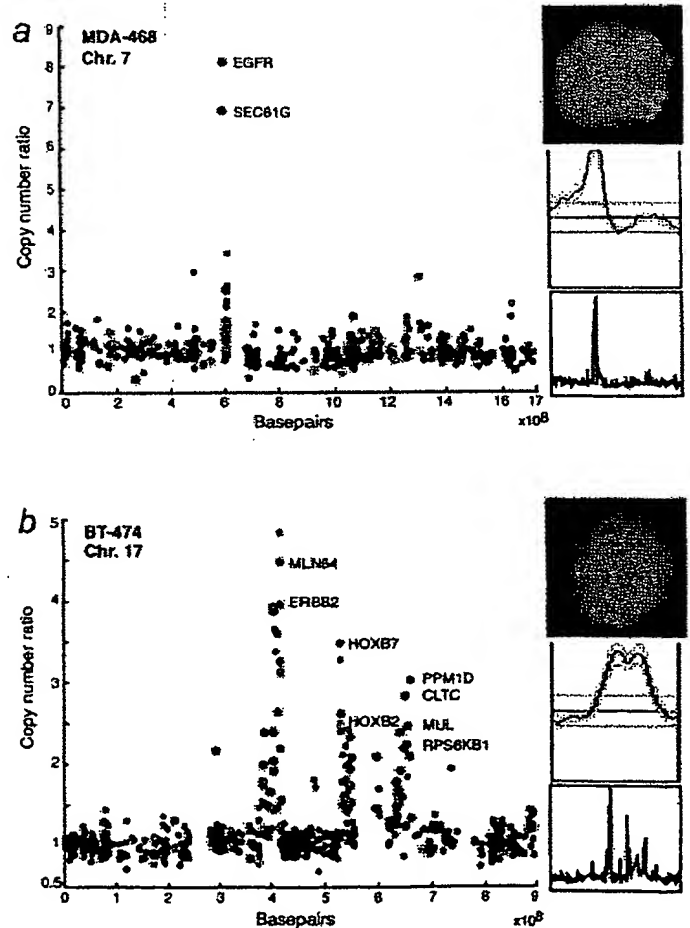 a
MDA-468
Chr. 7
Copy number ratio
9
8
7
6
5
4
3
2
1
0
EGFR
SEC61G
0 2 4 6 8 10 12 14 16 17
Basepairs
x10⁸
b
BT-474
Chr. 17
Copy number ratio
5
4
3
2
1
0.5
MLN64
ERBB2
HOXB7
HOXB2
PPM1D
CLTC
MUL
RPS6KB1
0 1 2 3 4 5 6 7 8 9
Basepairs
x10⁸